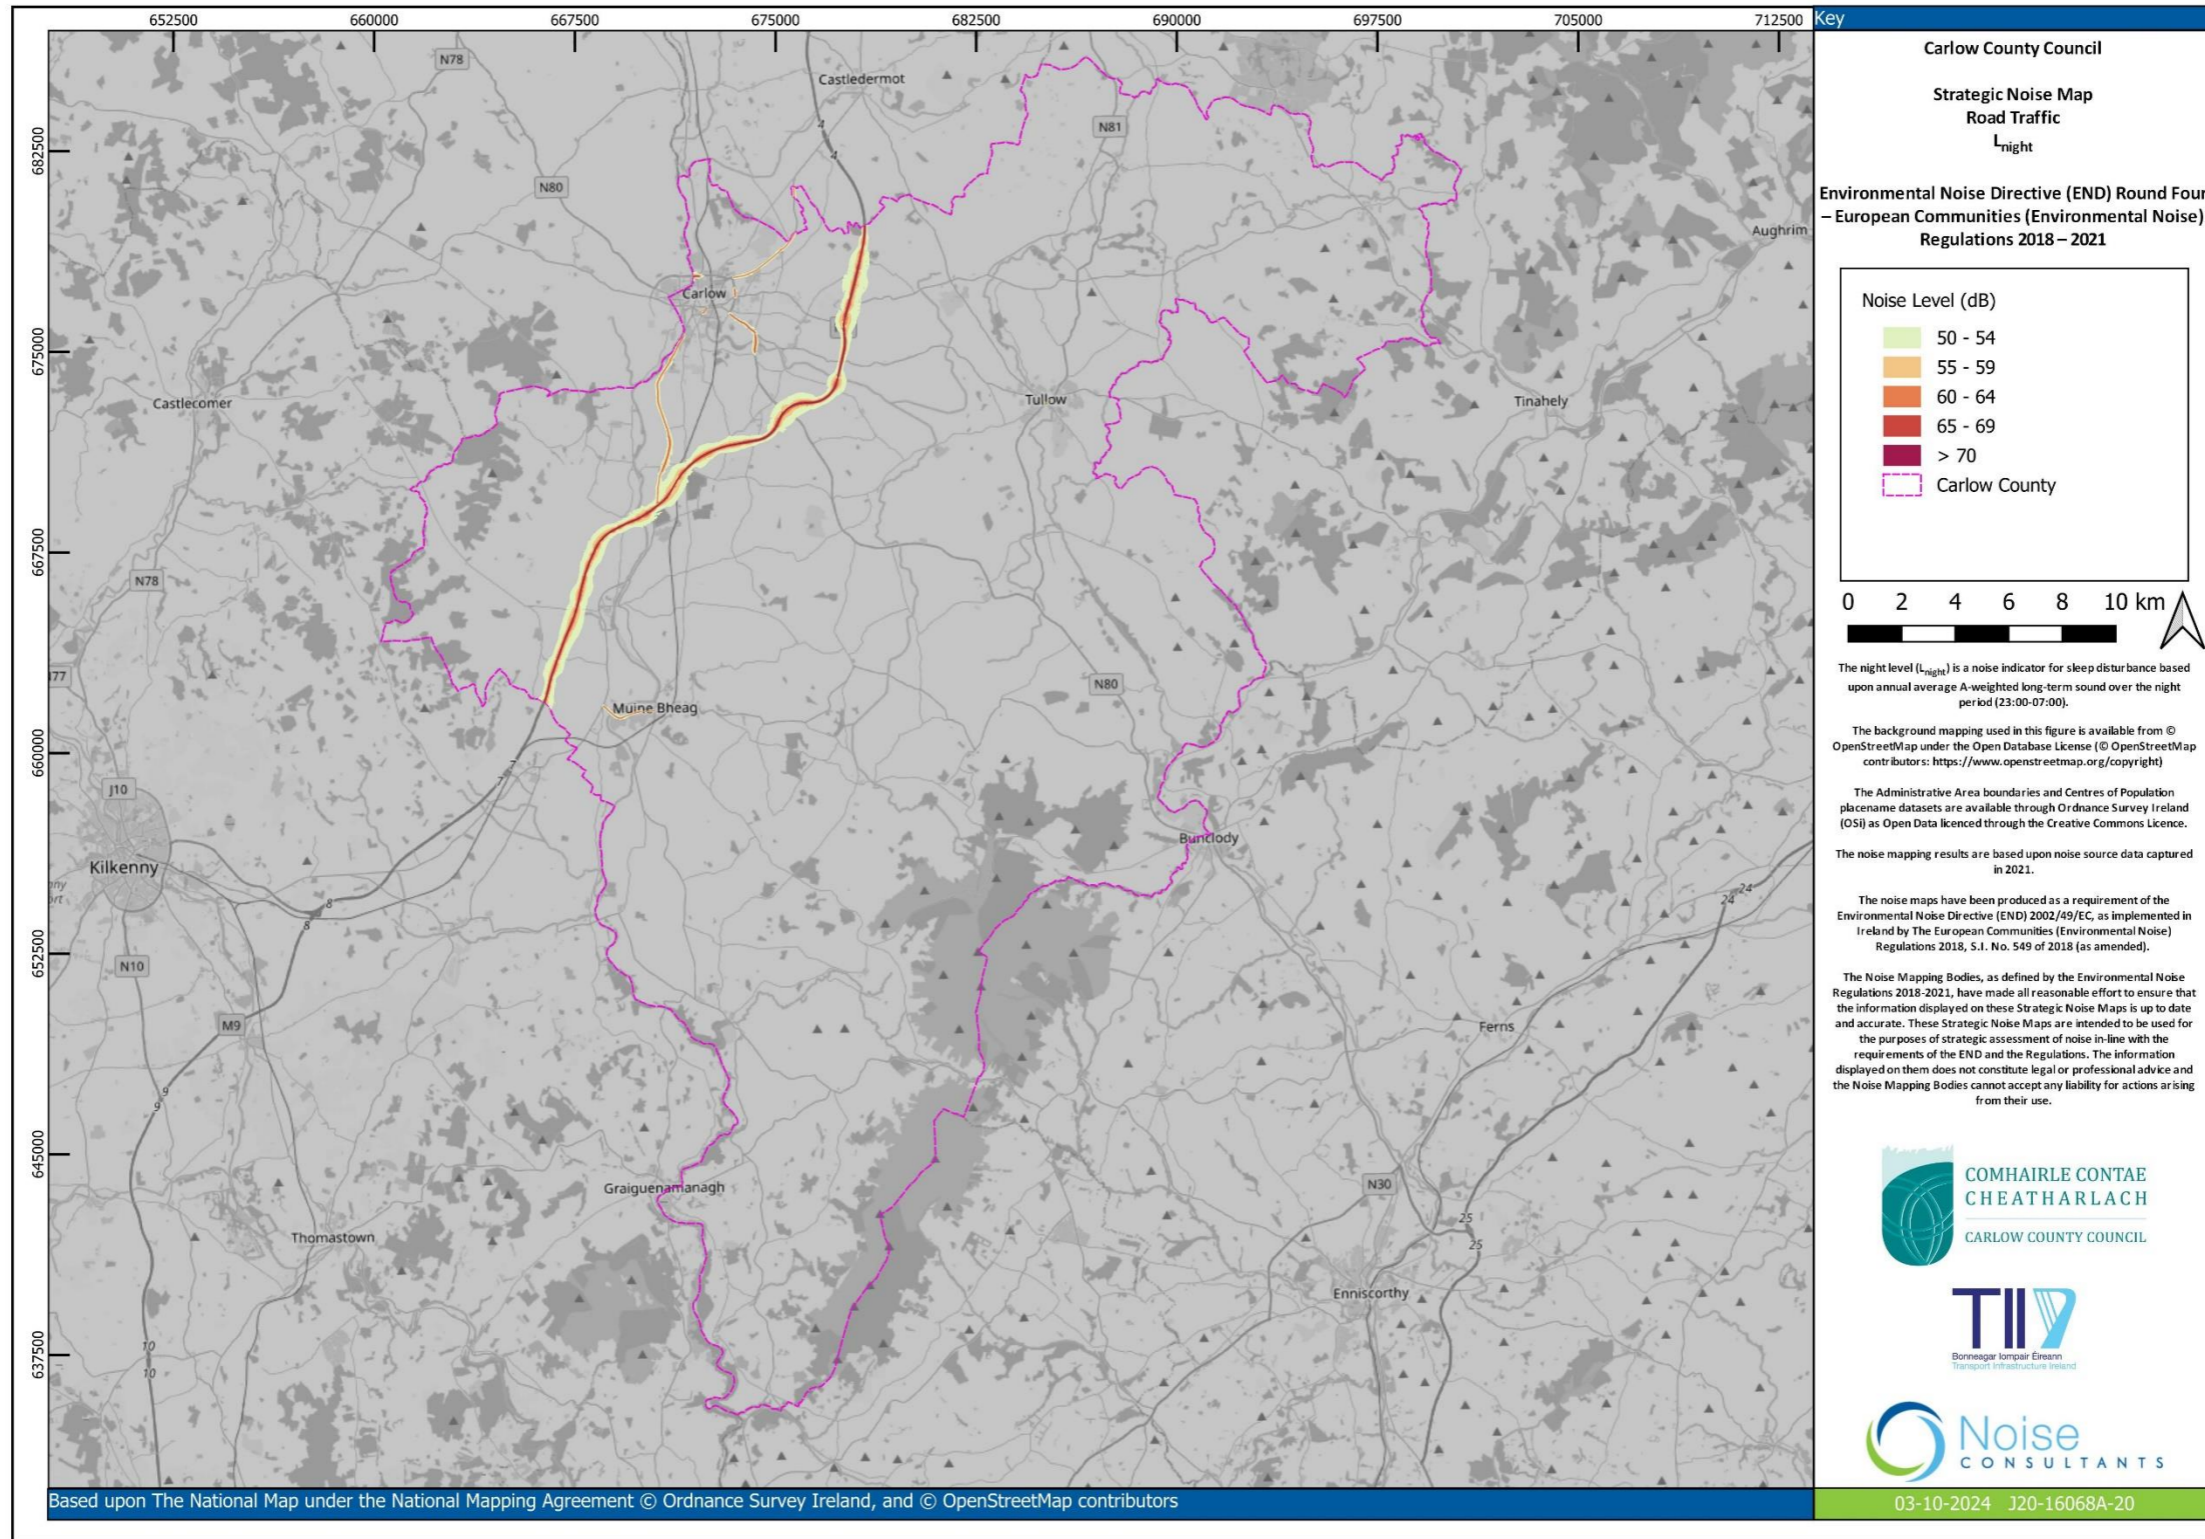 652500 660000 667500 675000 682500 690000 697500 705000 712500
682500
675000
667500
660000
652500
645000
637500
N78
Castledermot
4
N81
4
N80
Aughrim
Carlow
Castlecomer
Tullow
Tinahely
N78
N80
Muine Bheag
7
7
J10
Kilkenny
Bunclody
8
8
24
24
N10
M9
Ferns
9
9
Graiguenamanagh
N30
25
25
Thomastown
Enniscorthy
10
10
Based upon The National Map under the National Mapping Agreement © Ordnance Survey Ireland, and © OpenStreetMap contributors
Key
Carlow County Council
Strategic Noise Map
Road Traffic
Lnight
Environmental Noise Directive (END) Round Four
– European Communities (Environmental Noise)
Regulations 2018 – 2021
Noise Level (dB)
50 - 54
55 - 59
60 - 64
65 - 69
> 70
Carlow County
0 2 4 6 8 10 km
The night level (Lnight) is a noise indicator for sleep disturbance based
upon annual average A-weighted long-term sound over the night
period (23:00-07:00).
The background mapping used in this figure is available from ©
OpenStreetMap under the Open Database License (© OpenStreetMap
contributors: https://www.openstreetmap.org/copyright)
The Administrative Area boundaries and Centres of Population
placename datasets are available through Ordnance Survey Ireland
(OSi) as Open Data licenced through the Creative Commons Licence.
The noise mapping results are based upon noise source data captured
in 2021.
The noise maps have been produced as a requirement of the
Environmental Noise Directive (END) 2002/49/EC, as implemented in
Ireland by The European Communities (Environmental Noise)
Regulations 2018, S.I. No. 549 of 2018 (as amended).
The Noise Mapping Bodies, as defined by the Environmental Noise
Regulations 2018-2021, have made all reasonable effort to ensure that
the information displayed on these Strategic Noise Maps is up to date
and accurate. These Strategic Noise Maps are intended to be used for
the purposes of strategic assessment of noise in-line with the
requirements of the END and the Regulations. The information
displayed on them does not constitute legal or professional advice and
the Noise Mapping Bodies cannot accept any liability for actions arising
from their use.
COMHAIRLE CONTAE
CHEATHARLACH
CARLOW COUNTY COUNCIL
TII
Bonneagar Iompair Éireann
Transport Infrastructure Ireland
Noise
CONSULTANTS
03-10-2024 J20-16068A-20